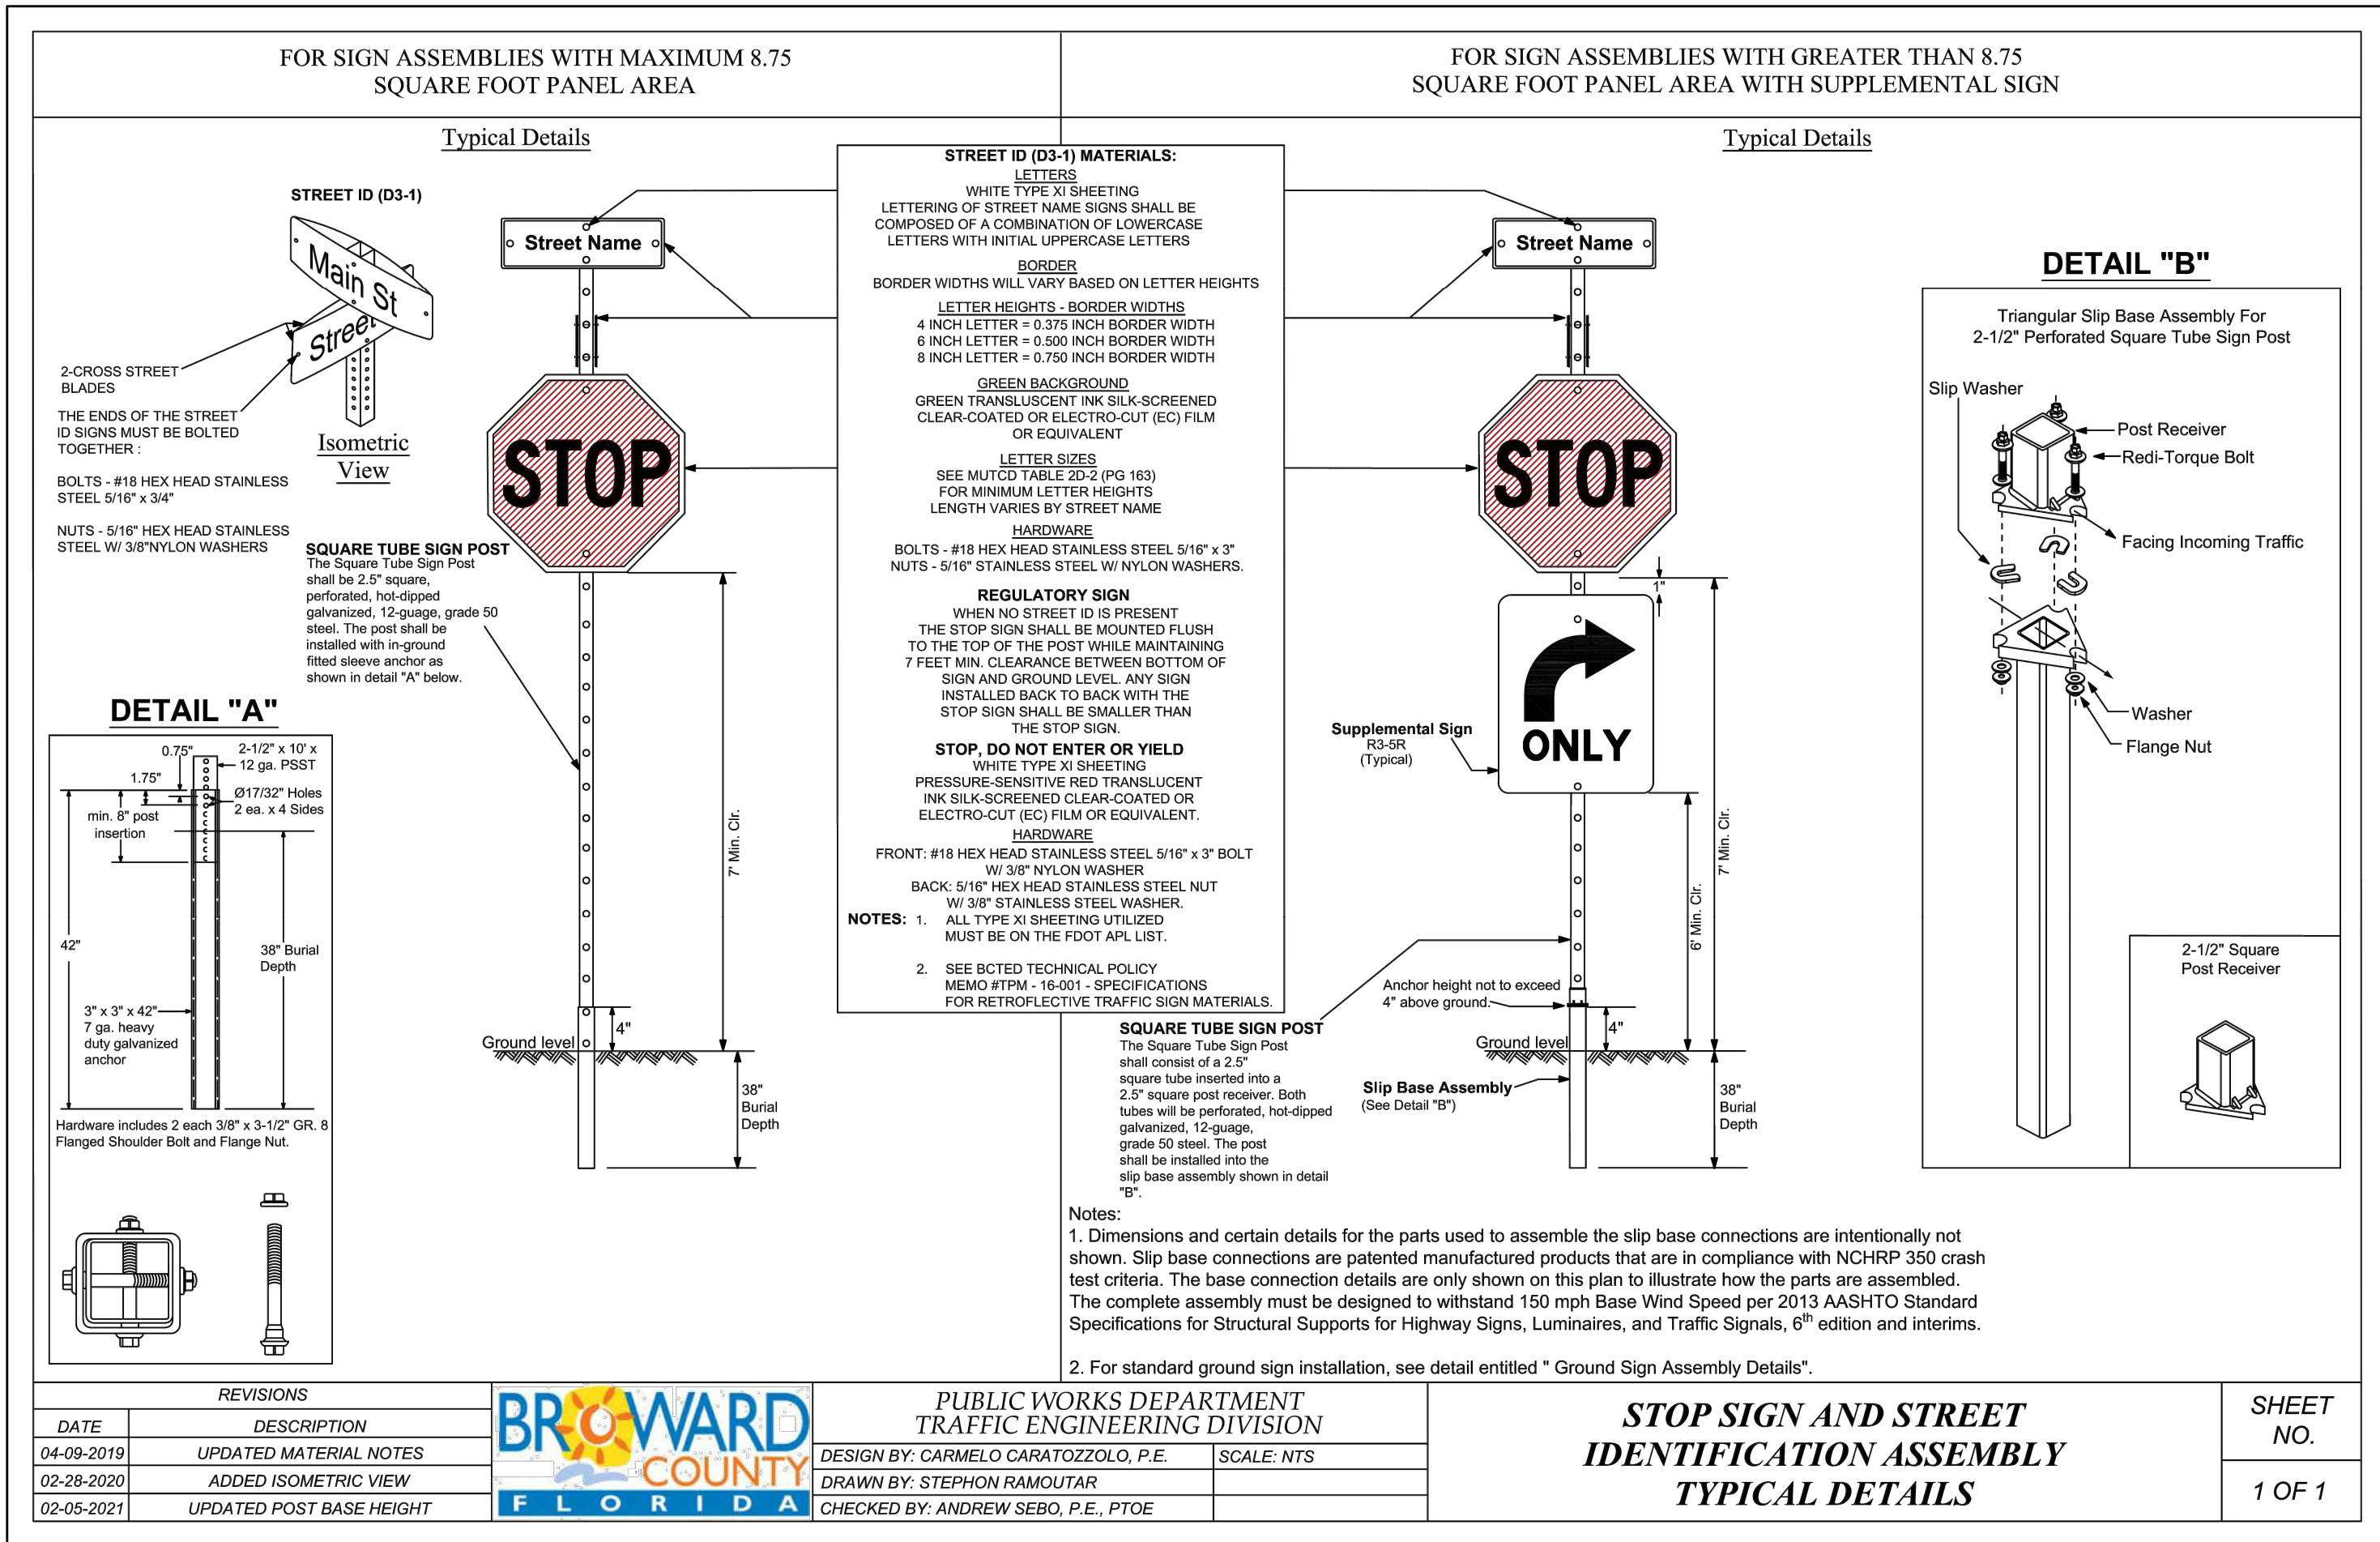 FOR SIGN ASSEMBLIES WITH MAXIMUM 8.75
SQUARE FOOT PANEL AREA
FOR SIGN ASSEMBLIES WITH GREATER THAN 8.75
SQUARE FOOT PANEL AREA WITH SUPPLEMENTAL SIGN
Typical Details
STREET ID (D3-1)
Main St
Street
2-CROSS STREET
BLADES
THE ENDS OF THE STREET
ID SIGNS MUST BE BOLTED
TOGETHER :
BOLTS - #18 HEX HEAD STAINLESS
STEEL 5/16" x 3/4"
NUTS - 5/16" HEX HEAD STAINLESS
STEEL W/ 3/8"NYLON WASHERS
Isometric
View
Street Name
STOP
SQUARE TUBE SIGN POST
The Square Tube Sign Post
shall be 2.5" square,
perforated, hot-dipped
galvanized, 12-guage, grade 50
steel. The post shall be
installed with in-ground
fitted sleeve anchor as
shown in detail "A" below.
7' Min. Clr.
4"
Ground level
38"
Burial
Depth
DETAIL "A"
0.75"
2-1/2" x 10' x
12 ga. PSST
1.75"
Ø17/32" Holes
2 ea. x 4 Sides
min. 8" post
insertion
42"
38" Burial
Depth
3" x 3" x 42"
7 ga. heavy
duty galvanized
anchor
Hardware includes 2 each 3/8" x 3-1/2" GR. 8
Flanged Shoulder Bolt and Flange Nut.
STREET ID (D3-1) MATERIALS:
LETTERS
WHITE TYPE XI SHEETING
LETTERING OF STREET NAME SIGNS SHALL BE
COMPOSED OF A COMBINATION OF LOWERCASE
LETTERS WITH INITIAL UPPERCASE LETTERS
BORDER
BORDER WIDTHS WILL VARY BASED ON LETTER HEIGHTS
LETTER HEIGHTS - BORDER WIDTHS
4 INCH LETTER = 0.375 INCH BORDER WIDTH
6 INCH LETTER = 0.500 INCH BORDER WIDTH
8 INCH LETTER = 0.750 INCH BORDER WIDTH
GREEN BACKGROUND
GREEN TRANSLUSCENT INK SILK-SCREENED
CLEAR-COATED OR ELECTRO-CUT (EC) FILM
OR EQUIVALENT
LETTER SIZES
SEE MUTCD TABLE 2D-2 (PG 163)
FOR MINIMUM LETTER HEIGHTS
LENGTH VARIES BY STREET NAME
HARDWARE
BOLTS - #18 HEX HEAD STAINLESS STEEL 5/16" x 3"
NUTS - 5/16" STAINLESS STEEL W/ NYLON WASHERS.
REGULATORY SIGN
WHEN NO STREET ID IS PRESENT
THE STOP SIGN SHALL BE MOUNTED FLUSH
TO THE TOP OF THE POST WHILE MAINTAINING
7 FEET MIN. CLEARANCE BETWEEN BOTTOM OF
SIGN AND GROUND LEVEL. ANY SIGN
INSTALLED BACK TO BACK WITH THE
STOP SIGN SHALL BE SMALLER THAN
THE STOP SIGN.
STOP, DO NOT ENTER OR YIELD
WHITE TYPE XI SHEETING
PRESSURE-SENSITIVE RED TRANSLUCENT
INK SILK-SCREENED CLEAR-COATED OR
ELECTRO-CUT (EC) FILM OR EQUIVALENT.
HARDWARE
FRONT: #18 HEX HEAD STAINLESS STEEL 5/16" x 3" BOLT
W/ 3/8" NYLON WASHER
BACK: 5/16" HEX HEAD STAINLESS STEEL NUT
W/ 3/8" STAINLESS STEEL WASHER.
NOTES: 1. ALL TYPE XI SHEETING UTILIZED
MUST BE ON THE FDOT APL LIST.
2. SEE BCTED TECHNICAL POLICY
MEMO #TPM - 16-001 - SPECIFICATIONS
FOR RETROFLECTIVE TRAFFIC SIGN MATERIALS.
Typical Details
Street Name
STOP
1"
ONLY
Supplemental Sign
R3-5R
(Typical)
7' Min. Clr.
6' Min. Clr.
Anchor height not to exceed
4" above ground.
4"
Ground level
Slip Base Assembly
(See Detail "B")
38"
Burial
Depth
SQUARE TUBE SIGN POST
The Square Tube Sign Post
shall consist of a 2.5"
square tube inserted into a
2.5" square post receiver. Both
tubes will be perforated, hot-dipped
galvanized, 12-guage,
grade 50 steel. The post
shall be installed into the
slip base assembly shown in detail
"B".
DETAIL "B"
Triangular Slip Base Assembly For
2-1/2" Perforated Square Tube Sign Post
Slip Washer
Post Receiver
Redi-Torque Bolt
Facing Incoming Traffic
Washer
Flange Nut
2-1/2" Square
Post Receiver
Notes:
1. Dimensions and certain details for the parts used to assemble the slip base connections are intentionally not
shown. Slip base connections are patented manufactured products that are in compliance with NCHRP 350 crash
test criteria. The base connection details are only shown on this plan to illustrate how the parts are assembled.
The complete assembly must be designed to withstand 150 mph Base Wind Speed per 2013 AASHTO Standard
Specifications for Structural Supports for Highway Signs, Luminaires, and Traffic Signals, 6th edition and interims.
2. For standard ground sign installation, see detail entitled " Ground Sign Assembly Details".
REVISIONS
DATE DESCRIPTION
04-09-2019 UPDATED MATERIAL NOTES
02-28-2020 ADDED ISOMETRIC VIEW
02-05-2021 UPDATED POST BASE HEIGHT
BROWARD
COUNTY
FLORIDA
PUBLIC WORKS DEPARTMENT
TRAFFIC ENGINEERING DIVISION
DESIGN BY: CARMELO CARATOZZOLO, P.E. SCALE: NTS
DRAWN BY: STEPHON RAMOUTAR
CHECKED BY: ANDREW SEBO, P.E., PTOE
STOP SIGN AND STREET
IDENTIFICATION ASSEMBLY
TYPICAL DETAILS
SHEET
NO.
1 OF 1